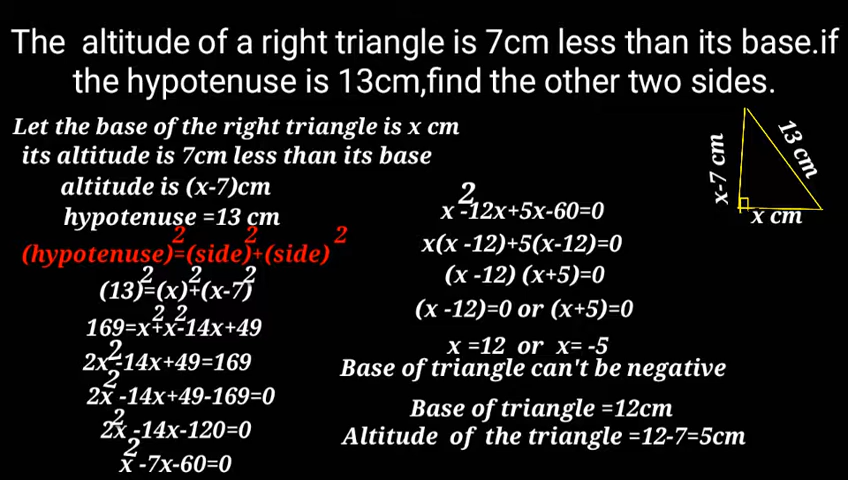 The altitude of a right triangle is 7cm less than its base.if
the hypotenuse is 13cm,find the other two sides.
Let the base of the right triangle is x cm
its altitude is 7cm less than its base
altitude is (x-7)cm
hypotenuse =13 cm
(hypotenuse)²=(side)²+(side)²
(13)²=(x)²+(x-7)²
169=x²+x²-14x+49
2x²-14x+49=169
2x²-14x+49-169=0
2x²-14x-120=0
x²-7x-60=0
x²-12x+5x-60=0
x(x -12)+5(x-12)=0
(x -12) (x+5)=0
(x -12)=0 or (x+5)=0
x =12 or x= -5
Base of triangle can't be negative
Base of triangle =12cm
Altitude of the triangle =12-7=5cm
x-7 cm
13 cm
x cm